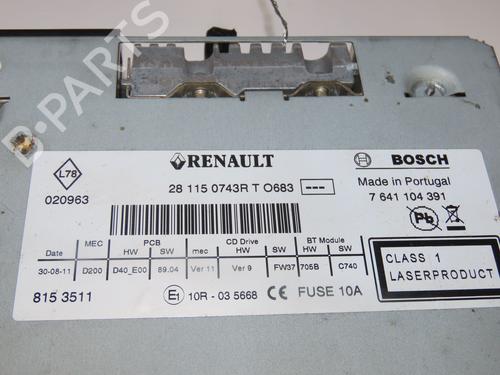 L78
020963
RENAULT
28 115 0743R T O683 ---
BOSCH
Made in Portugal
7 641 104 391
Pb
Date MEC PCB CD Drive BT Module
HW SW mec HW SW FW HW SW
30-08-11 D200 D40_E00 89.04 Ver 11 Ver 9 FW37 705B C740
815 3511
E1 10R - 03 5668 CE FUSE 10A
CLASS 1
LASERPRODUCT
B-PARTS